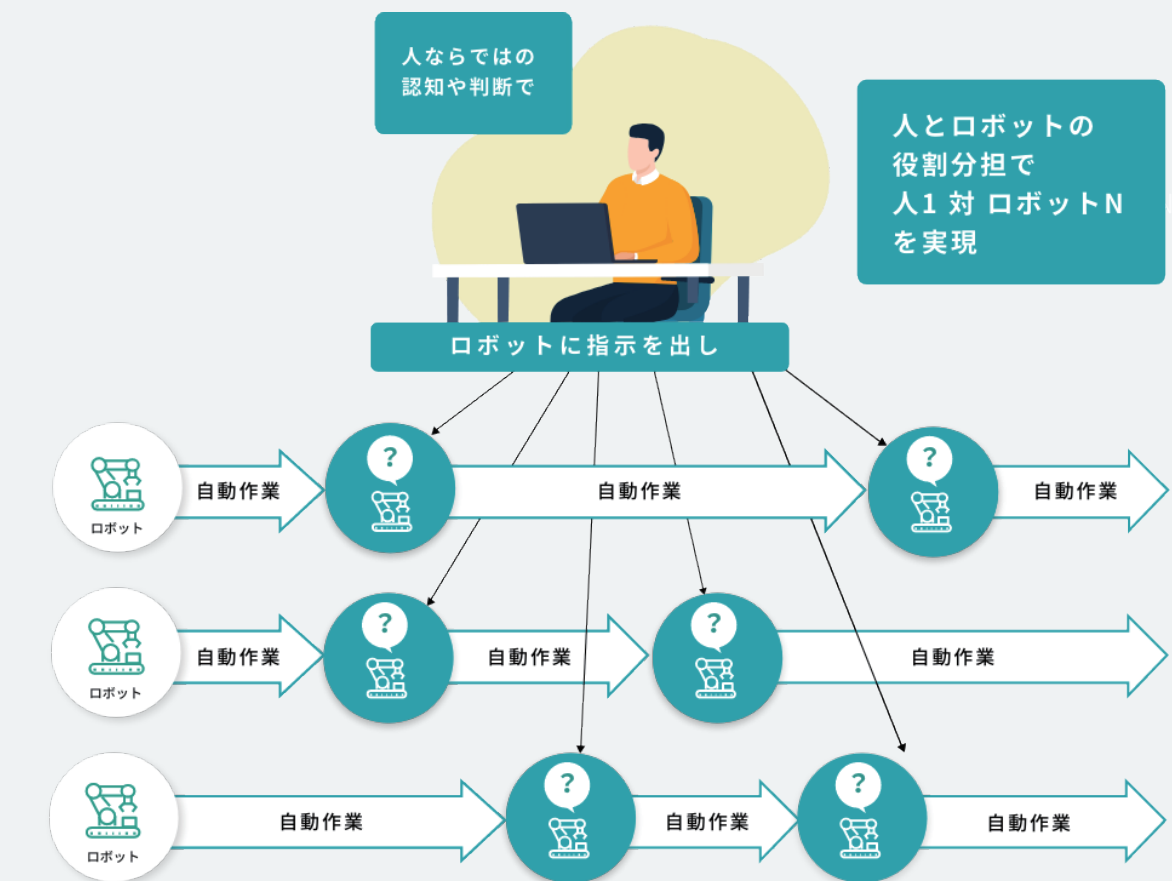 人ならではの
認知や判断で
人とロボットの
役割分担で
人1 対 ロボットN
を実現
ロボットに指示を出し
ロボット
自動作業
?
自動作業
?
自動作業
ロボット
自動作業
?
自動作業
?
自動作業
ロボット
自動作業
?
自動作業
?
自動作業